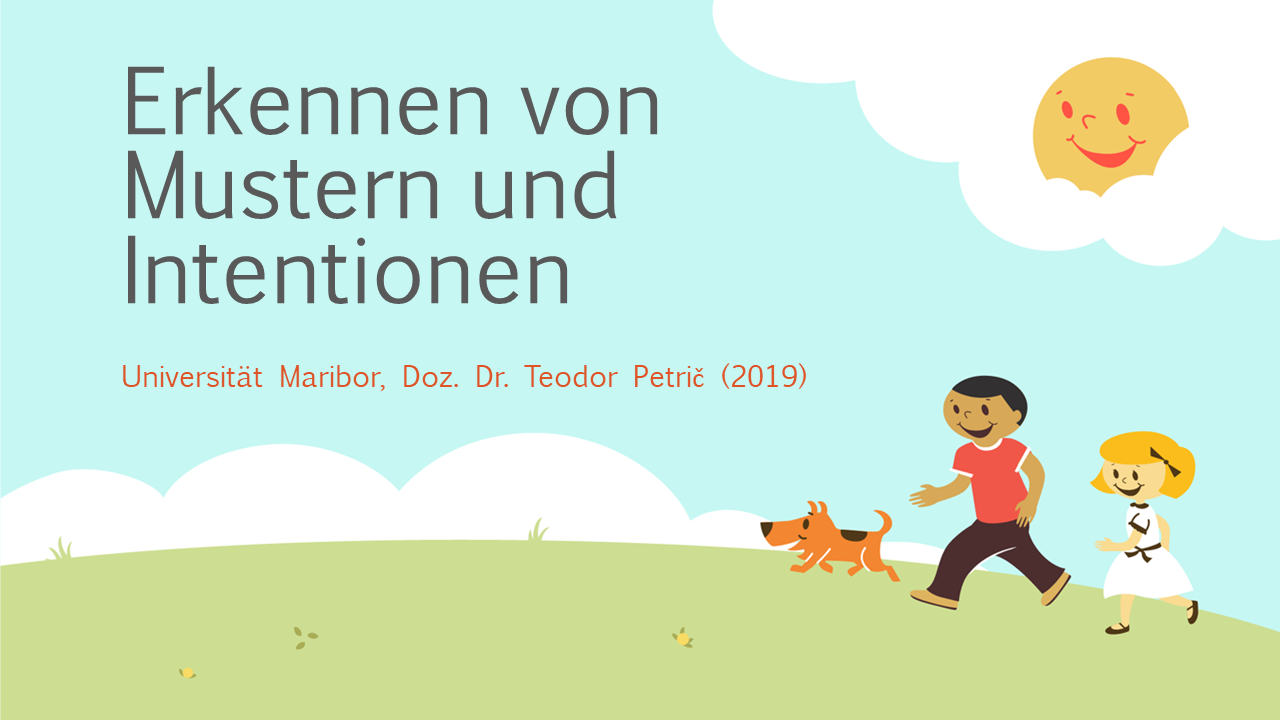 Erkennen von
Mustern und
Intentionen
Universität Maribor, Doz. Dr. Teodor Petrič (2019)